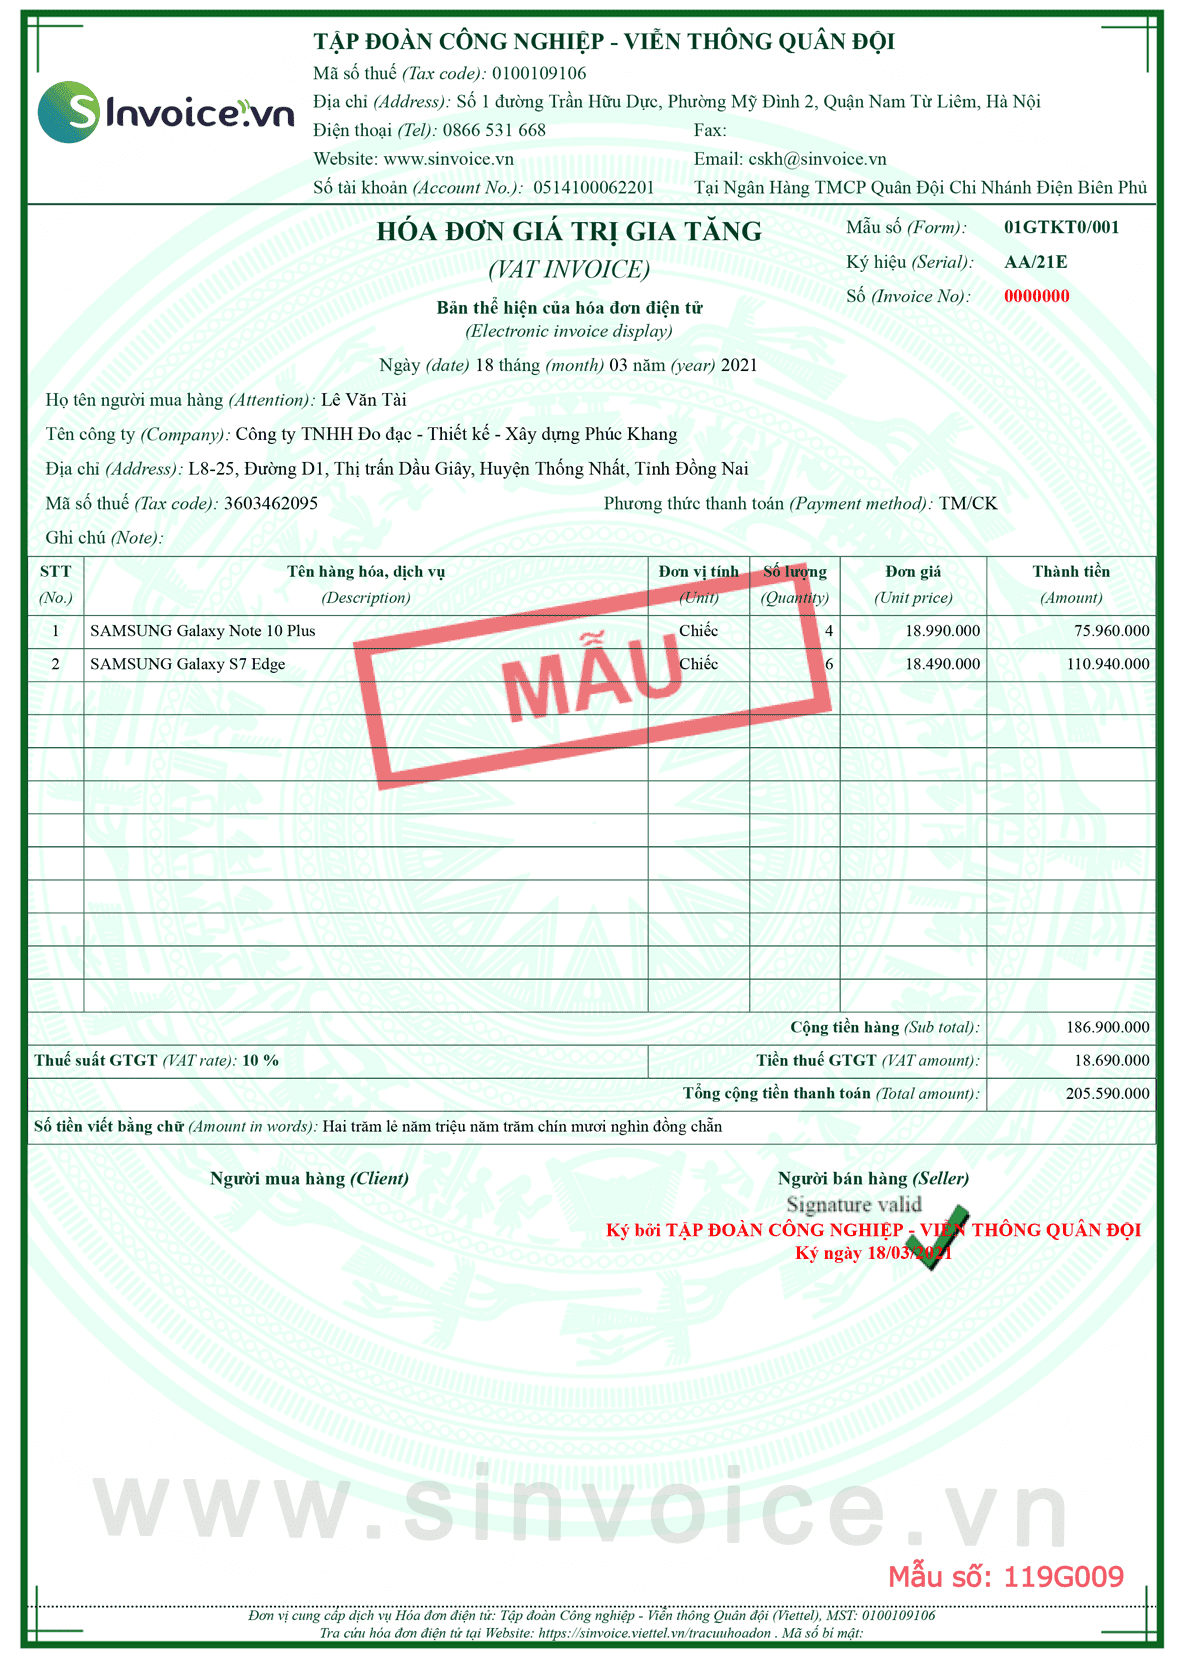 TẬP ĐOÀN CÔNG NGHIỆP - VIỄN THÔNG QUÂN ĐỘI
SInvoice.vn
Mã số thuế (Tax code): 0100109106
Địa chỉ (Address): Số 1 đường Trần Hữu Dực, Phường Mỹ Đình 2, Quận Nam Từ Liêm, Hà Nội
Điện thoại (Tel): 0866 531 668 Fax:
Website: www.sinvoice.vn Email: cskh@sinvoice.vn
Số tài khoản (Account No.): 0514100062201 Tại Ngân Hàng TMCP Quân Đội Chi Nhánh Điện Biên Phủ
HÓA ĐƠN GIÁ TRỊ GIA TĂNG
(VAT INVOICE)
Bản thể hiện của hóa đơn điện tử
(Electronic invoice display)
Ngày (date) 18 tháng (month) 03 năm (year) 2021
Mẫu số (Form): 01GTKT0/001
Ký hiệu (Serial): AA/21E
Số (Invoice No): 0000000
Họ tên người mua hàng (Attention): Lê Văn Tài
Tên công ty (Company): Công ty TNHH Đo đạc - Thiết kế - Xây dựng Phúc Khang
Địa chỉ (Address): L8-25, Đường D1, Thị trấn Dầu Giây, Huyện Thống Nhất, Tỉnh Đồng Nai
Mã số thuế (Tax code): 3603462095 Phương thức thanh toán (Payment method): TM/CK
Ghi chú (Note):
STT Tên hàng hóa, dịch vụ Đơn vị tính Số lượng Đơn giá Thành tiền
(No.) (Description) (Unit) (Quantity) (Unit price) (Amount)
1 SAMSUNG Galaxy Note 10 Plus Chiếc 4 18.990.000 75.960.000
2 SAMSUNG Galaxy S7 Edge Chiếc 6 18.490.000 110.940.000
MẪU
Cộng tiền hàng (Sub total): 186.900.000
Thuế suất GTGT (VAT rate): 10 % Tiền thuế GTGT (VAT amount): 18.690.000
Tổng cộng tiền thanh toán (Total amount): 205.590.000
Số tiền viết bằng chữ (Amount in words): Hai trăm lẻ năm triệu năm trăm chín mươi nghìn đồng chẵn
Người mua hàng (Client) Người bán hàng (Seller)
Signature valid
Ký bởi TẬP ĐOÀN CÔNG NGHIỆP - VIỄN THÔNG QUÂN ĐỘI
Ký ngày 18/03/2021
www.sinvoice.vn
Mẫu số: 119G009
Đơn vị cung cấp dịch vụ Hóa đơn điện tử: Tập đoàn Công nghiệp - Viễn thông Quân đội (Viettel), MST: 0100109106
Tra cứu hóa đơn điện tử tại Website: https://sinvoice.viettel.vn/tracuuhoadon . Mã số bí mật: